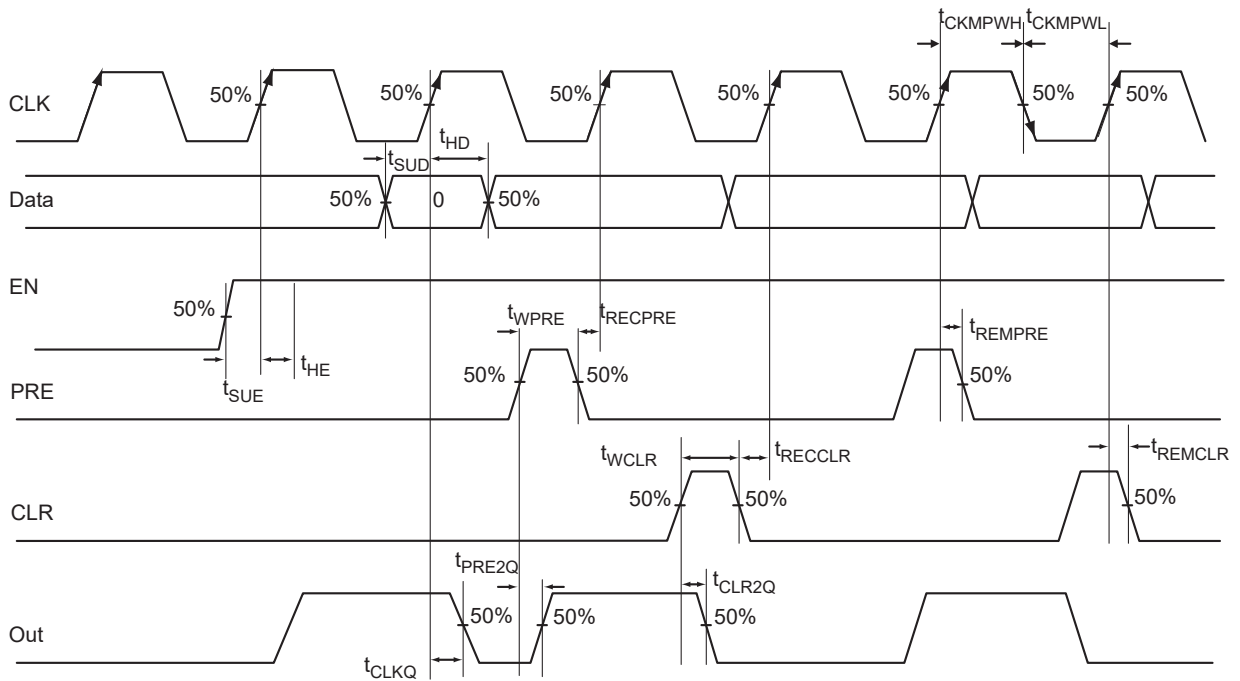 tCKMPWH tCKMPWL
CLK 50% 50% 50% 50% 50% 50% 50%
tSUD tHD
Data 50% 0 50%
EN
50% tWPRE tRECPRE tREMPRE
tSUE tHE
PRE 50% 50% 50%
tWCLR tRECCLR tREMCLR
CLR 50% 50% 50%
tPRE2Q tCLR2Q
Out 50% 50% 50%
tCLKQ